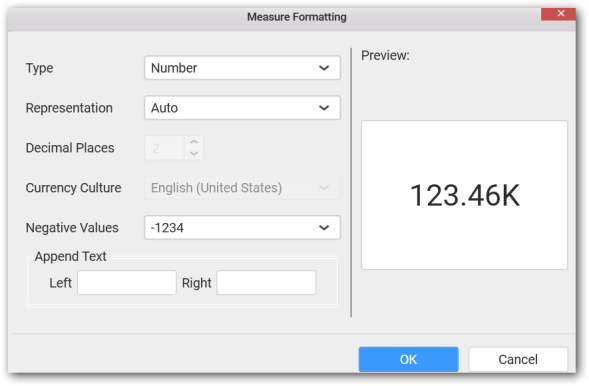 Measure Formatting
Preview:
Type Number
Representation Auto
Decimal Places 2
Currency Culture English (United States)
Negative Values -1234
Append Text
Left Right
123.46K
OK Cancel